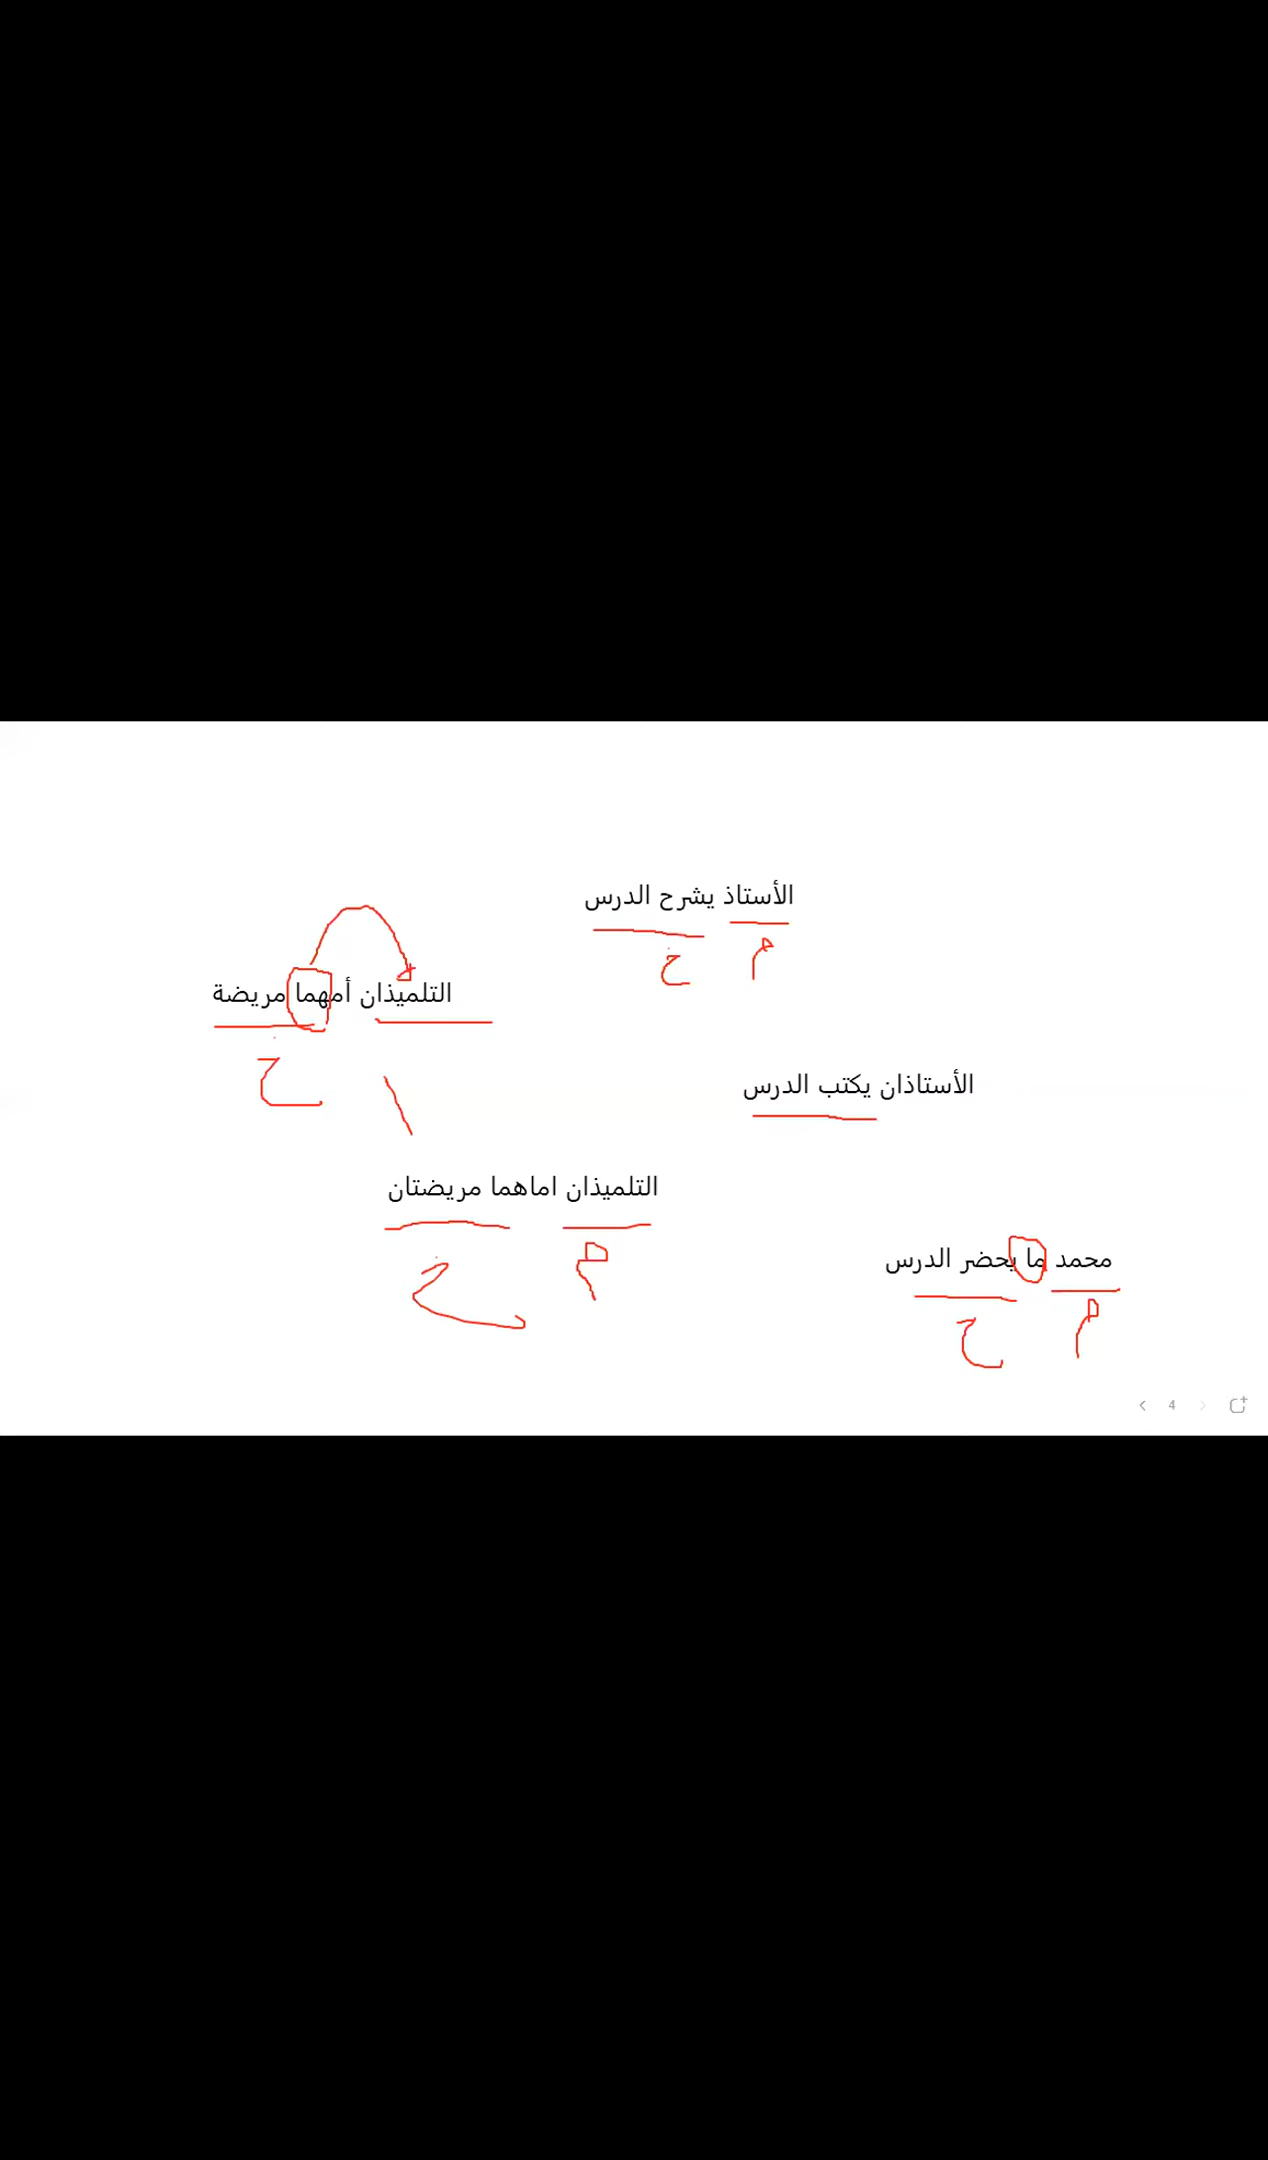 الأستاذ يشرح الدرس
م
خ
التلميذان أمهما مريضة
خ
الأستاذان يكتب الدرس
التلميذان اماهما مريضتان
م
خ
محمد ما يحضر الدرس
م
ح
4